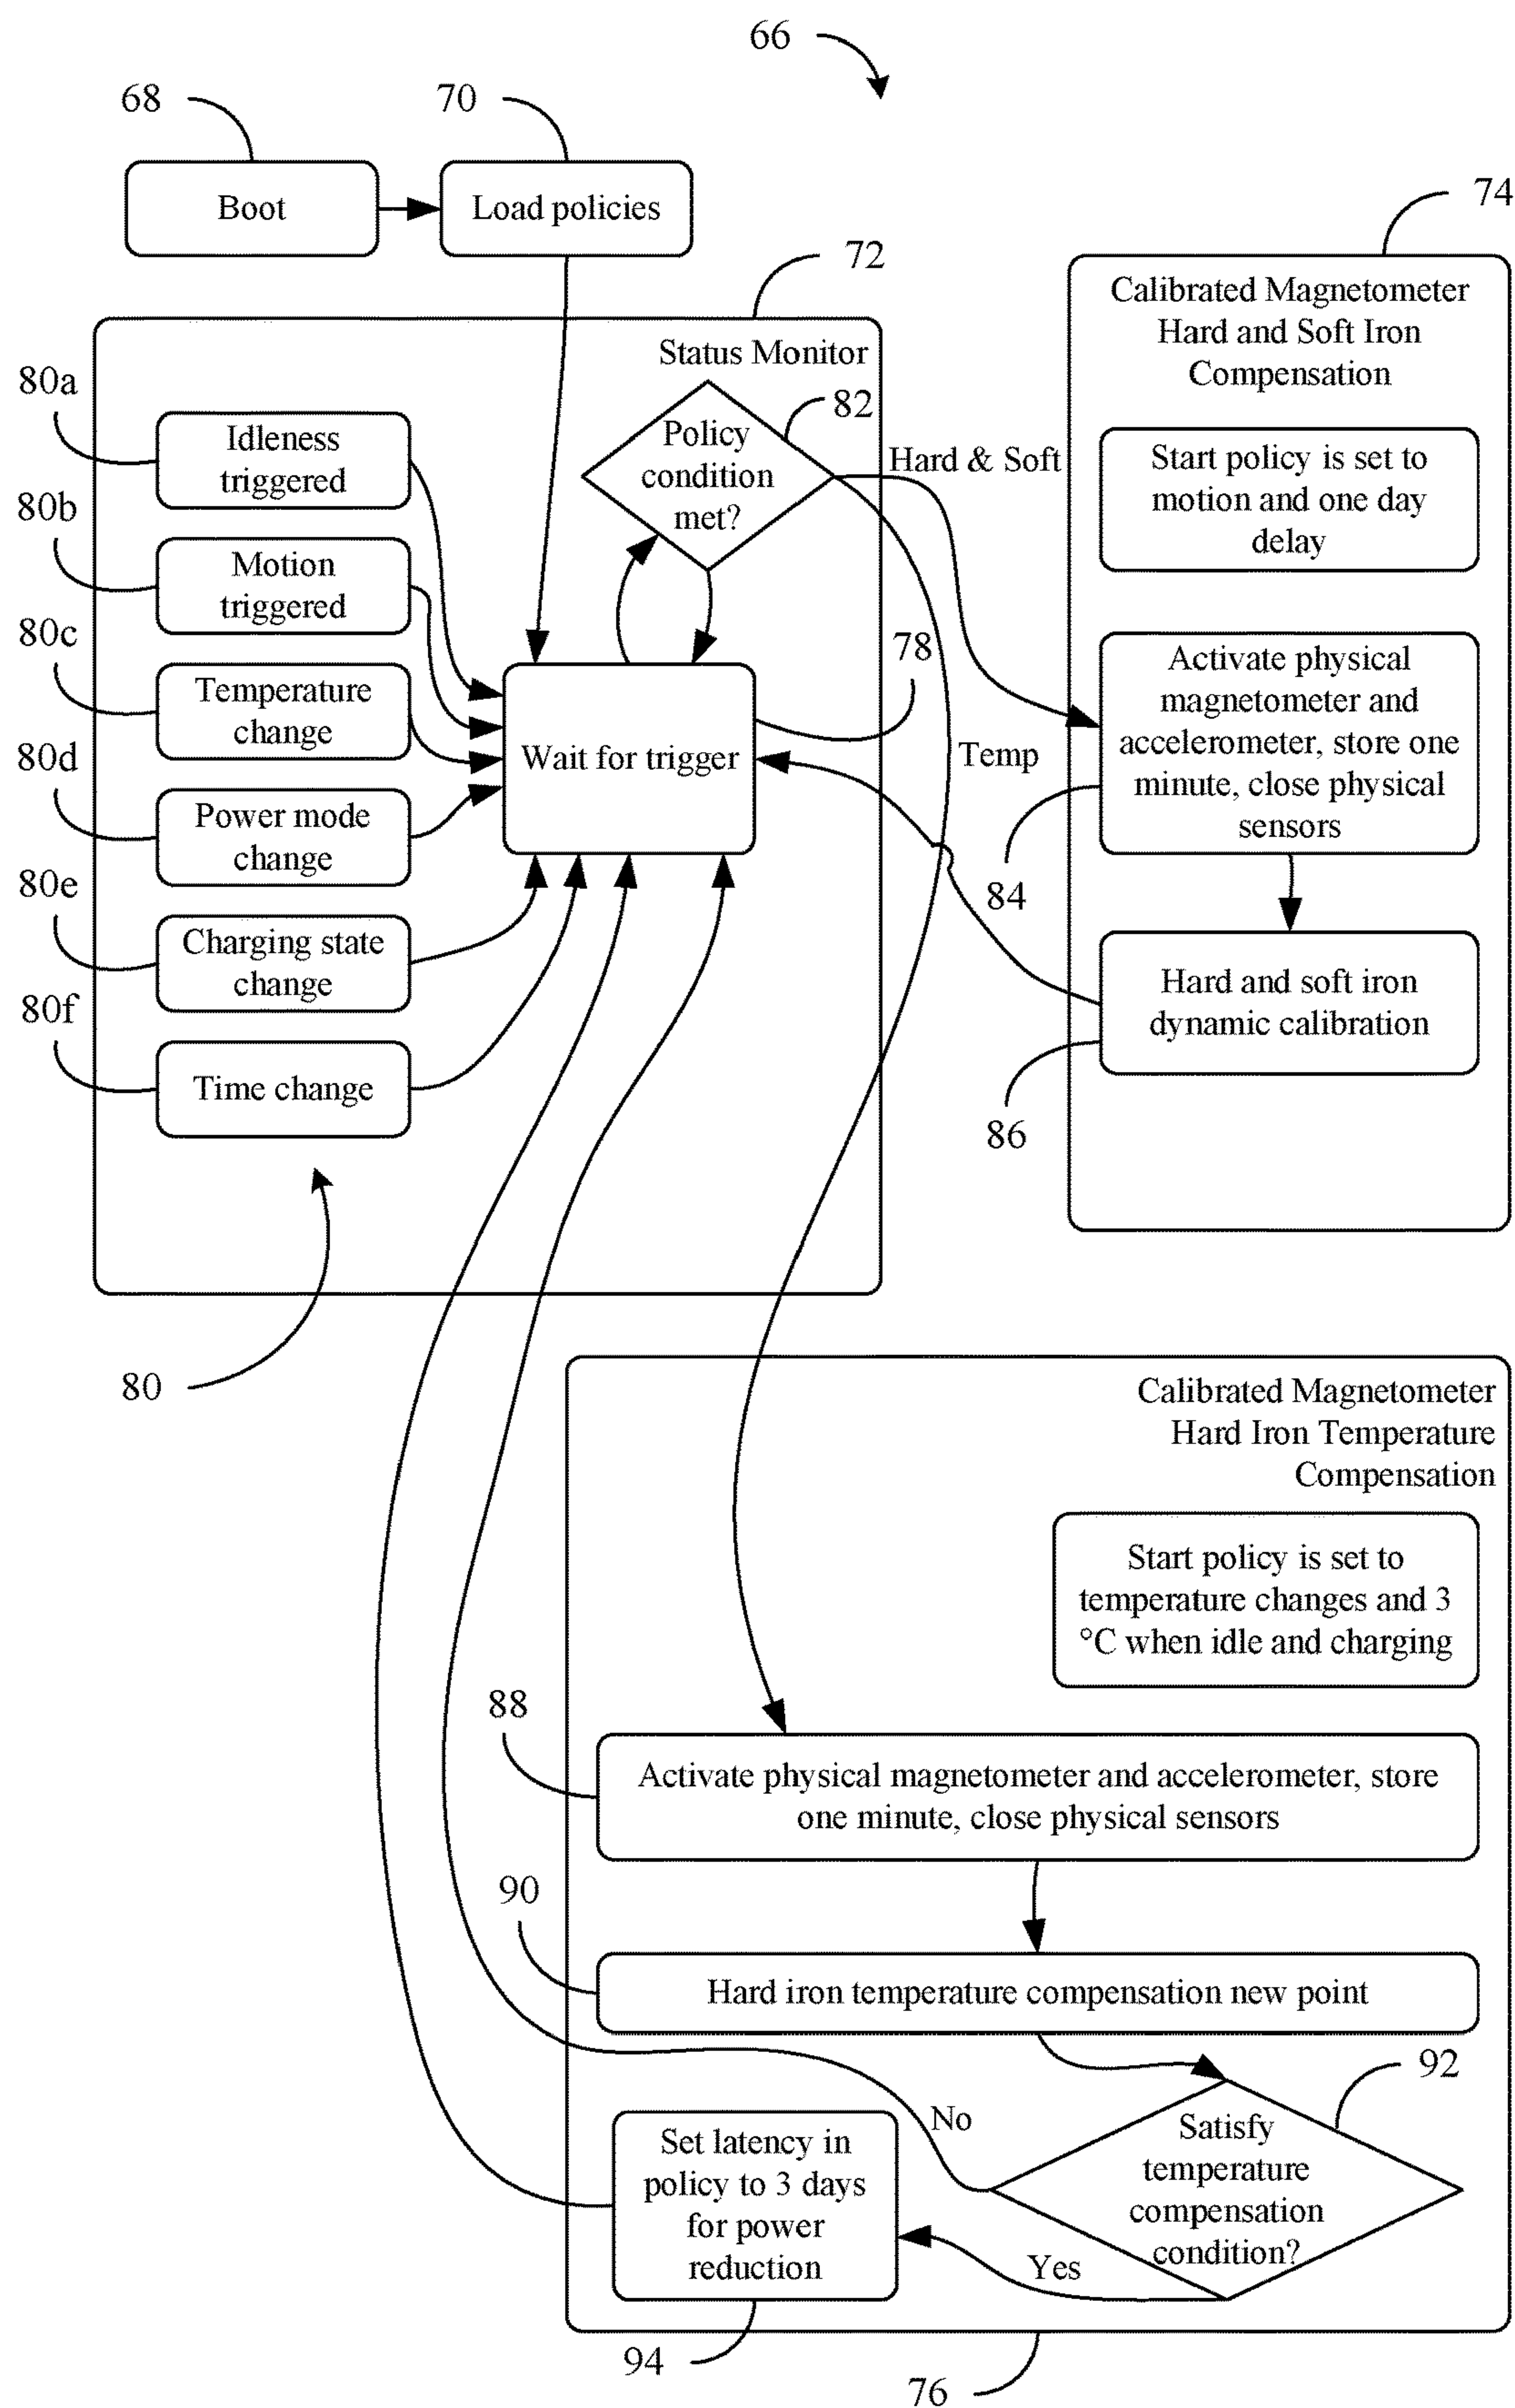 66
68
70
Boot
Load policies
72
74
Calibrated Magnetometer
Hard and Soft Iron
Compensation
Start policy is set to
motion and one day
delay
Activate physical
magnetometer and
accelerometer, store one
minute, close physical
sensors
84
Hard and soft iron
dynamic calibration
86
Status Monitor
80a
Idleness
triggered
80b
Motion
triggered
80c
Temperature
change
80d
Power mode
change
80e
Charging state
change
80f
Time change
80
82
Policy
condition
met?
Hard & Soft
78
Wait for trigger
Temp
Calibrated Magnetometer
Hard Iron Temperature
Compensation
Start policy is set to
temperature changes and 3
°C when idle and charging
88
Activate physical magnetometer and accelerometer, store
one minute, close physical sensors
90
Hard iron temperature compensation new point
92
Satisfy
temperature
compensation
condition?
No
Yes
Set latency in
policy to 3 days
for power
reduction
94
76